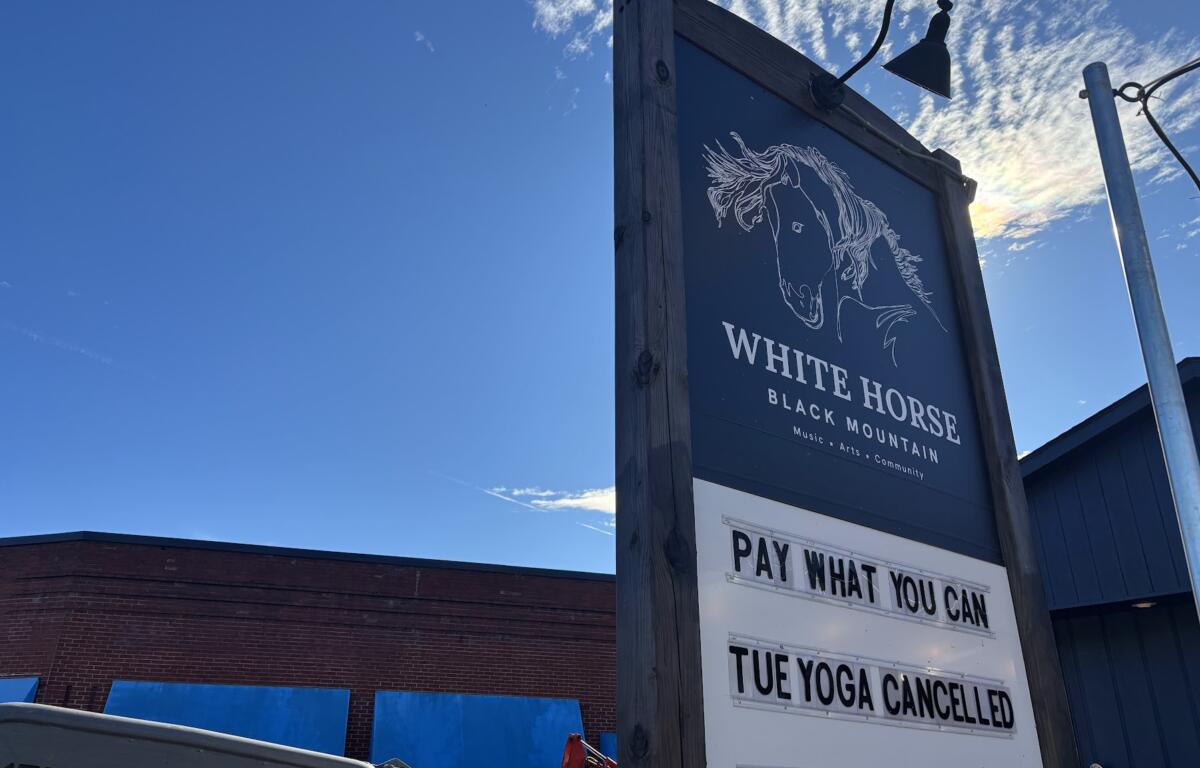 WHITE HORSE
BLACK MOUNTAIN
Music • Arts • Community
PAY WHAT YOU CAN
TUE YOGA CANCELLED